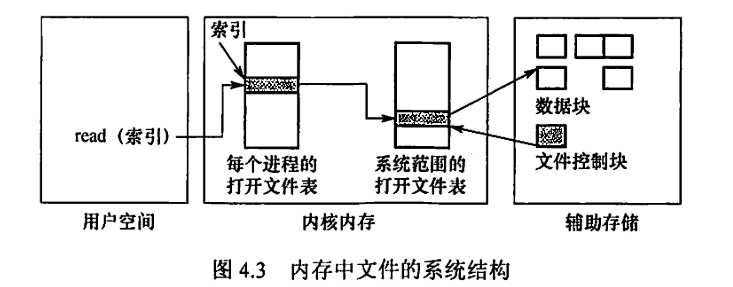 索引
read（索引）
每个进程的
打开文件表
系统范围的
打开文件表
数据块
文件控制块
用户空间
内核内存
辅助存储
图 4.3 内存中文件的系统结构